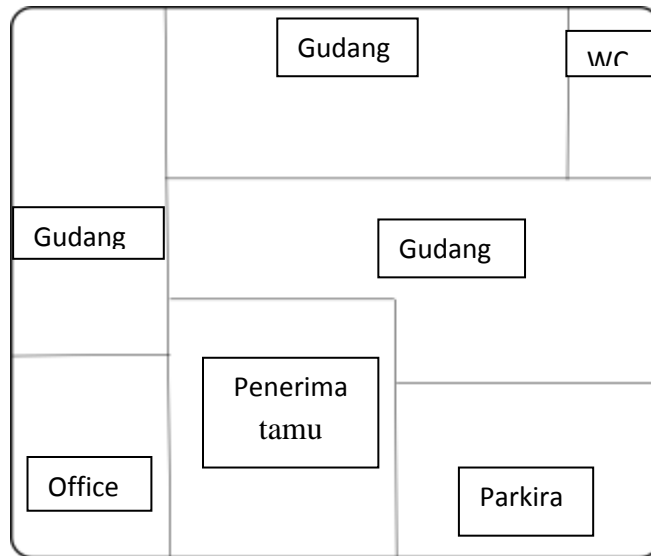 Gudang
WC
Gudang
Gudang
Penerima
tamu
Office
Parkira